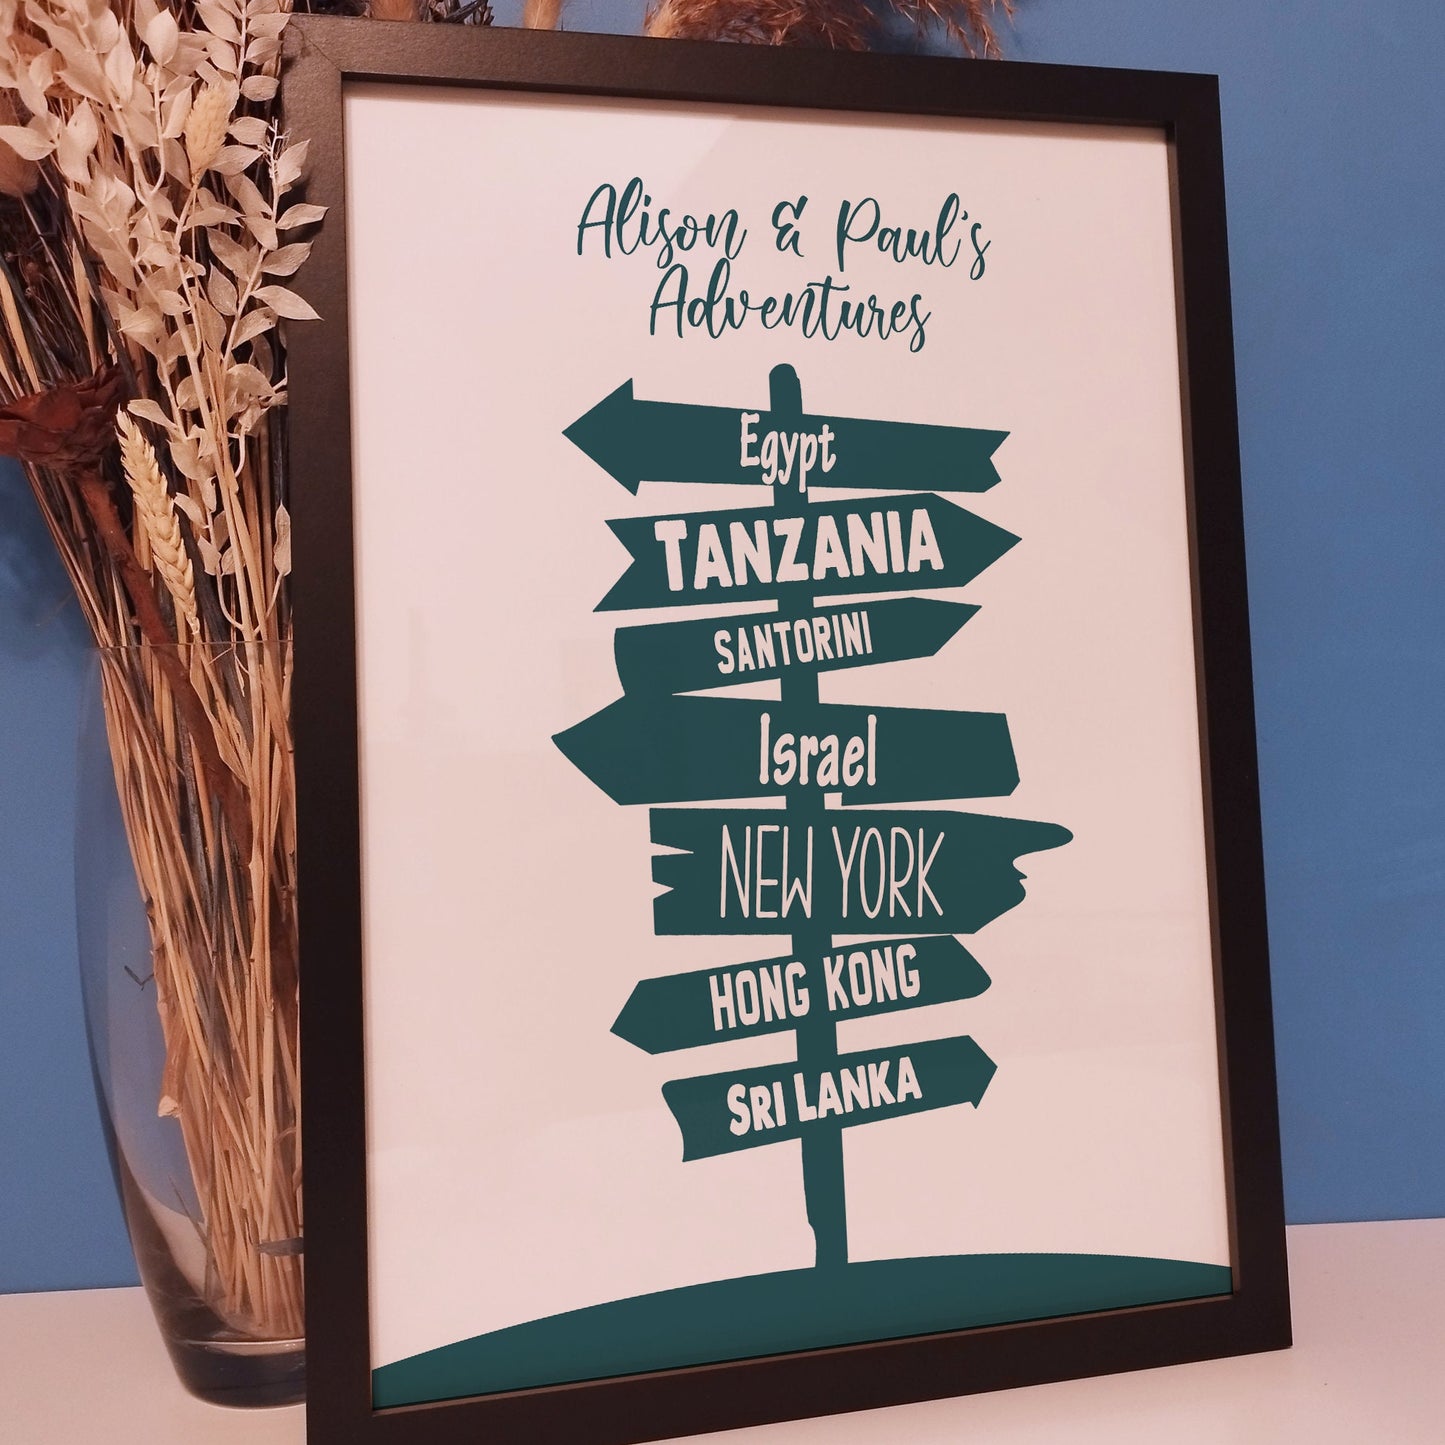 Alison & Paul's
Adventures
Egypt
TANZANIA
SANTORINI
Israel
NEW YORK
HONG KONG
SRI LANKA